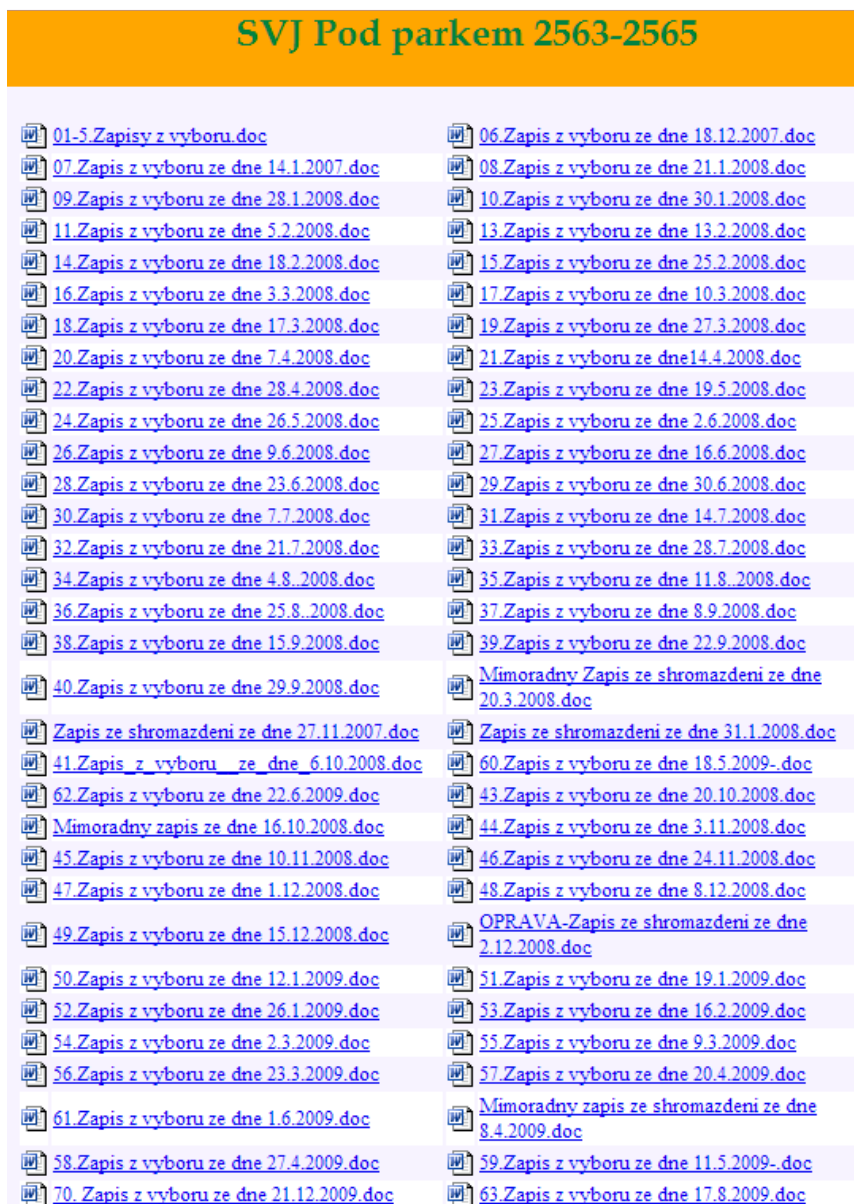 SVJ Pod parkem 2563-2565
01-5.Zapisy z vyboru.doc
06.Zapis z vyboru ze dne 18.12.2007.doc
07.Zapis z vyboru ze dne 14.1.2007.doc
08.Zapis z vyboru ze dne 21.1.2008.doc
09.Zapis z vyboru ze dne 28.1.2008.doc
10.Zapis z vyboru ze dne 30.1.2008.doc
11.Zapis z vyboru ze dne 5.2.2008.doc
13.Zapis z vyboru ze dne 13.2.2008.doc
14.Zapis z vyboru ze dne 18.2.2008.doc
15.Zapis z vyboru ze dne 25.2.2008.doc
16.Zapis z vyboru ze dne 3.3.2008.doc
17.Zapis z vyboru ze dne 10.3.2008.doc
18.Zapis z vyboru ze dne 17.3.2008.doc
19.Zapis z vyboru ze dne 27.3.2008.doc
20.Zapis z vyboru ze dne 7.4.2008.doc
21.Zapis z vyboru ze dne14.4.2008.doc
22.Zapis z vyboru ze dne 28.4.2008.doc
23.Zapis z vyboru ze dne 19.5.2008.doc
24.Zapis z vyboru ze dne 26.5.2008.doc
25.Zapis z vyboru ze dne 2.6.2008.doc
26.Zapis z vyboru ze dne 9.6.2008.doc
27.Zapis z vyboru ze dne 16.6.2008.doc
28.Zapis z vyboru ze dne 23.6.2008.doc
29.Zapis z vyboru ze dne 30.6.2008.doc
30.Zapis z vyboru ze dne 7.7.2008.doc
31.Zapis z vyboru ze dne 14.7.2008.doc
32.Zapis z vyboru ze dne 21.7.2008.doc
33.Zapis z vyboru ze dne 28.7.2008.doc
34.Zapis z vyboru ze dne 4.8..2008.doc
35.Zapis z vyboru ze dne 11.8..2008.doc
36.Zapis z vyboru ze dne 25.8..2008.doc
37.Zapis z vyboru ze dne 8.9.2008.doc
38.Zapis z vyboru ze dne 15.9.2008.doc
39.Zapis z vyboru ze dne 22.9.2008.doc
40.Zapis z vyboru ze dne 29.9.2008.doc
Mimoradny Zapis ze shromazdeni ze dne
20.3.2008.doc
Zapis ze shromazdeni ze dne 27.11.2007.doc
Zapis ze shromazdeni ze dne 31.1.2008.doc
41.Zapis_z_vyboru__ze_dne_6.10.2008.doc
60.Zapis z vyboru ze dne 18.5.2009-.doc
62.Zapis z vyboru ze dne 22.6.2009.doc
43.Zapis z vyboru ze dne 20.10.2008.doc
Mimoradny zapis ze dne 16.10.2008.doc
44.Zapis z vyboru ze dne 3.11.2008.doc
45.Zapis z vyboru ze dne 10.11.2008.doc
46.Zapis z vyboru ze dne 24.11.2008.doc
47.Zapis z vyboru ze dne 1.12.2008.doc
48.Zapis z vyboru ze dne 8.12.2008.doc
49.Zapis z vyboru ze dne 15.12.2008.doc
OPRAVA-Zapis ze shromazdeni ze dne
2.12.2008.doc
50.Zapis z vyboru ze dne 12.1.2009.doc
51.Zapis z vyboru ze dne 19.1.2009.doc
52.Zapis z vyboru ze dne 26.1.2009.doc
53.Zapis z vyboru ze dne 16.2.2009.doc
54.Zapis z vyboru ze dne 2.3.2009.doc
55.Zapis z vyboru ze dne 9.3.2009.doc
56.Zapis z vyboru ze dne 23.3.2009.doc
57.Zapis z vyboru ze dne 20.4.2009.doc
61.Zapis z vyboru ze dne 1.6.2009.doc
Mimoradny zapis ze shromazdeni ze dne
8.4.2009.doc
58.Zapis z vyboru ze dne 27.4.2009.doc
59.Zapis z vyboru ze dne 11.5.2009-.doc
70. Zapis z vyboru ze dne 21.12.2009.doc
63.Zapis z vyboru ze dne 17.8.2009.doc